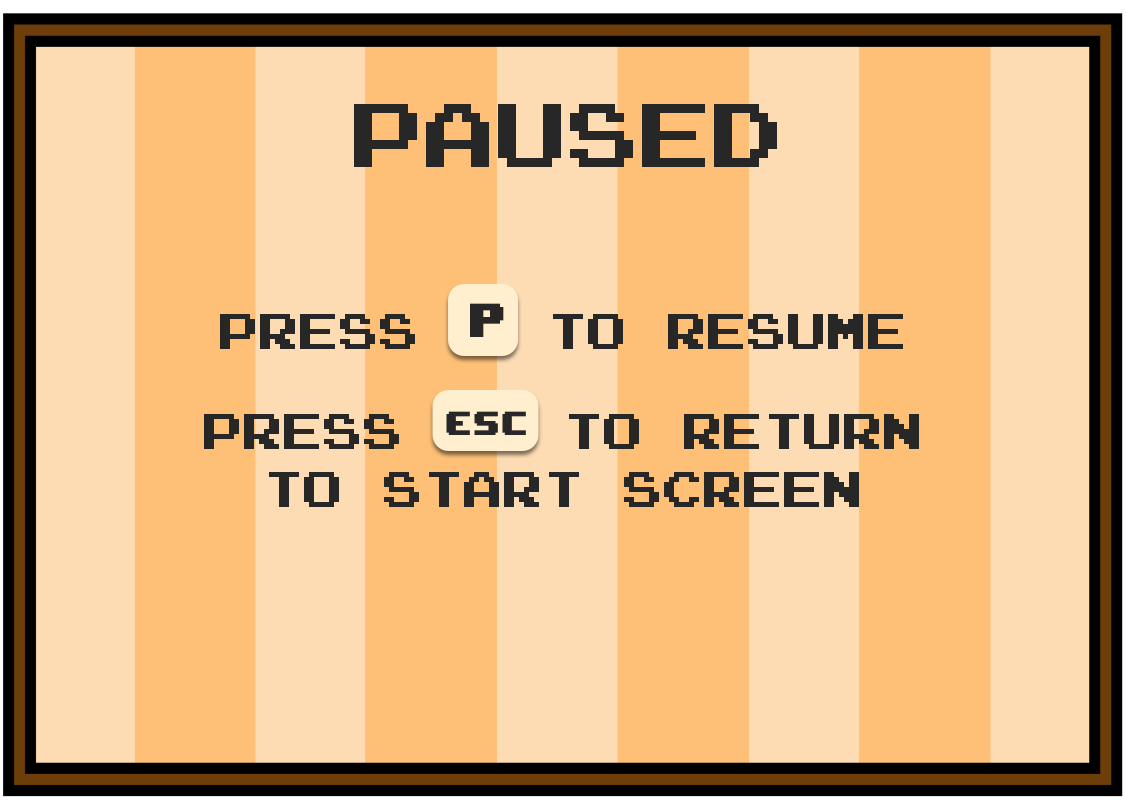 PAUSED
PRESS P TO RESUME
PRESS ESC TO RETURN
TO START SCREEN